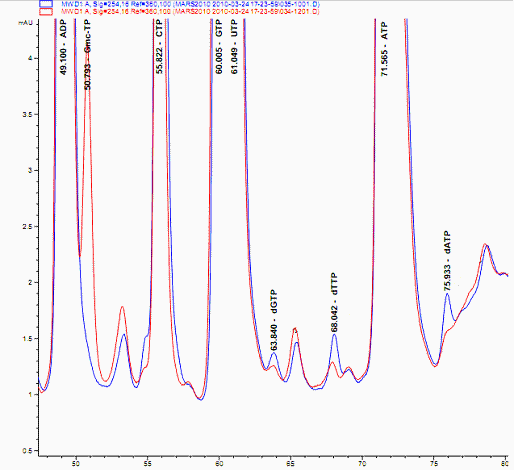 MWD1 A, Sig=254,16 Ref=360,100 (MARS2010 2010-03-24 17-23-59\035-1001.D)
MWD1 A, Sig=254,16 Ref=360,100 (MARS2010 2010-03-24 17-23-59\034-1201.D)
mAU
49.100 - ADP
50.793 - Gmc-TP
55.822 - CTP
60.005 - GTP
61.049 - UTP
63.840 - dGTP
68.042 - dTTP
71.565 - ATP
75.933 - dATP
4
3.5
3
2.5
2
1.5
1
0.5
50
55
60
65
70
75
80